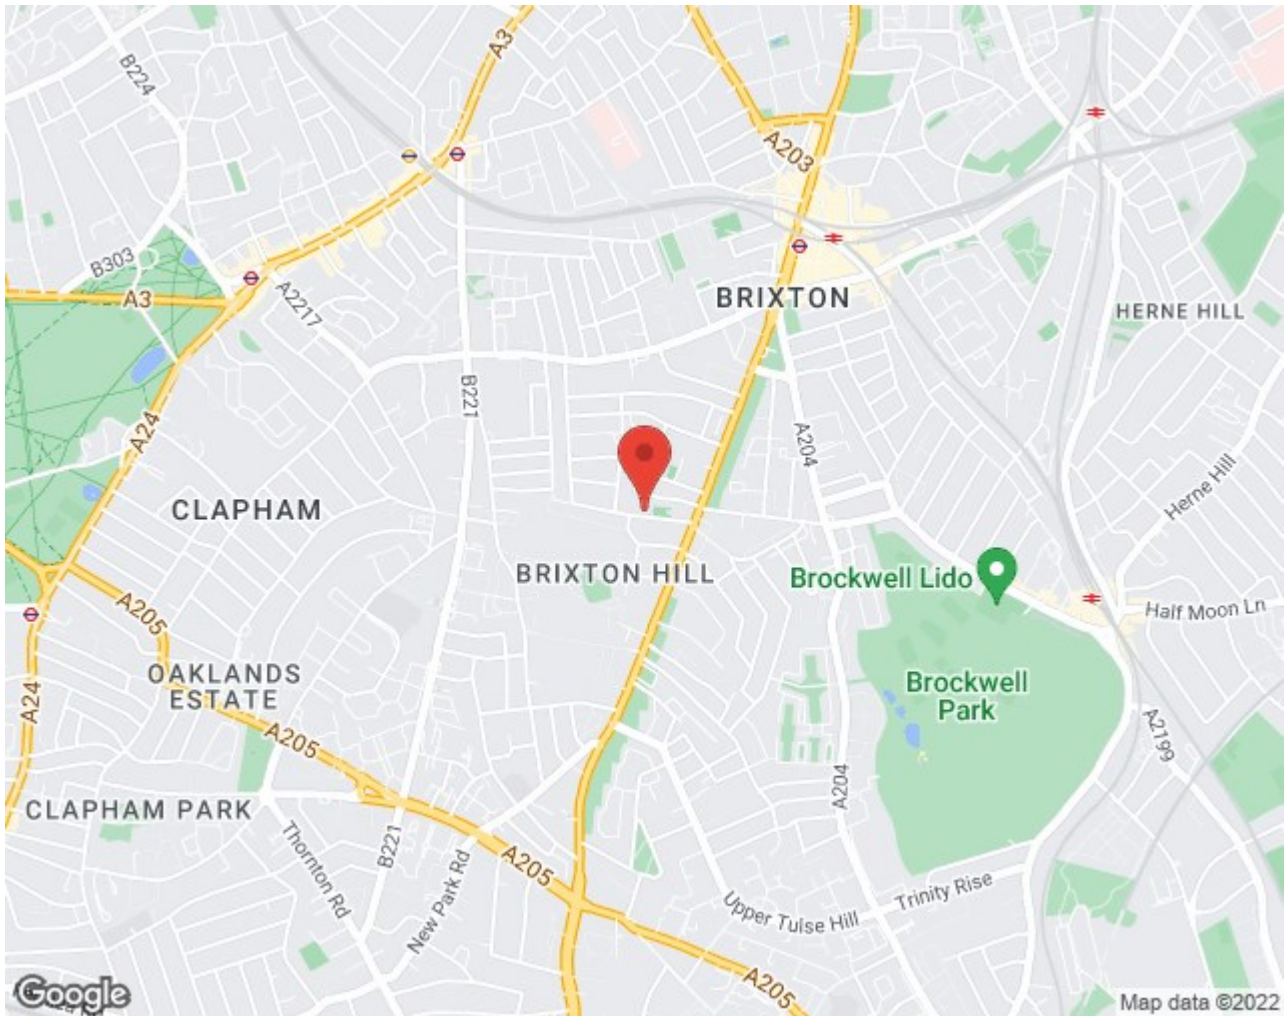 A3
B224
A203
B303
A3
A2217
BRIXTON
HERNE HILL
B221
A24
A204
Herne Hill
CLAPHAM
BRIXTON HILL
Brockwell Lido
A205
Half Moon Ln
OAKLANDS
ESTATE
Brockwell
Park
A24
A205
A2199
A204
CLAPHAM PARK
Thornton Rd
B221
New Park Rd
A205
Trinity Rise
Upper Tulse Hill
A205
Google
Map data ©2022